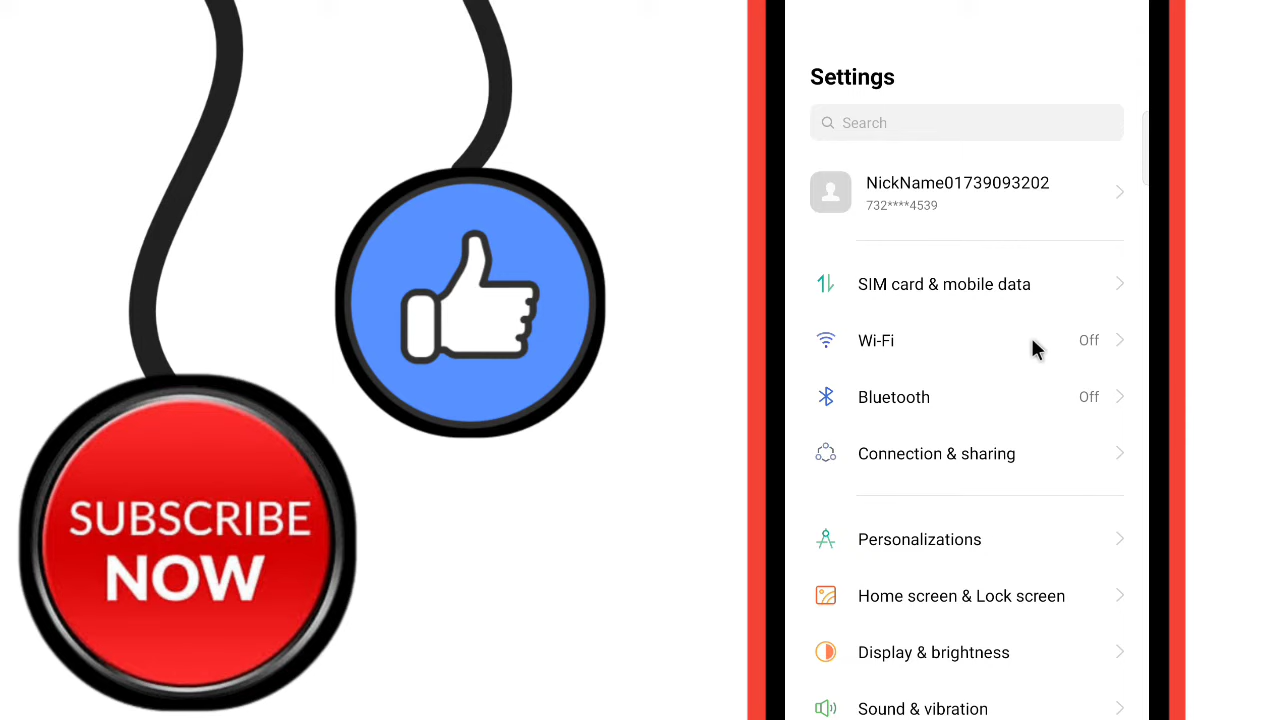 SUBSCRIBE
NOW
Settings
Search
NickName01739093202
732****4539
SIM card & mobile data
Wi-Fi Off
Bluetooth Off
Connection & sharing
Personalizations
Home screen & Lock screen
Display & brightness
Sound & vibration